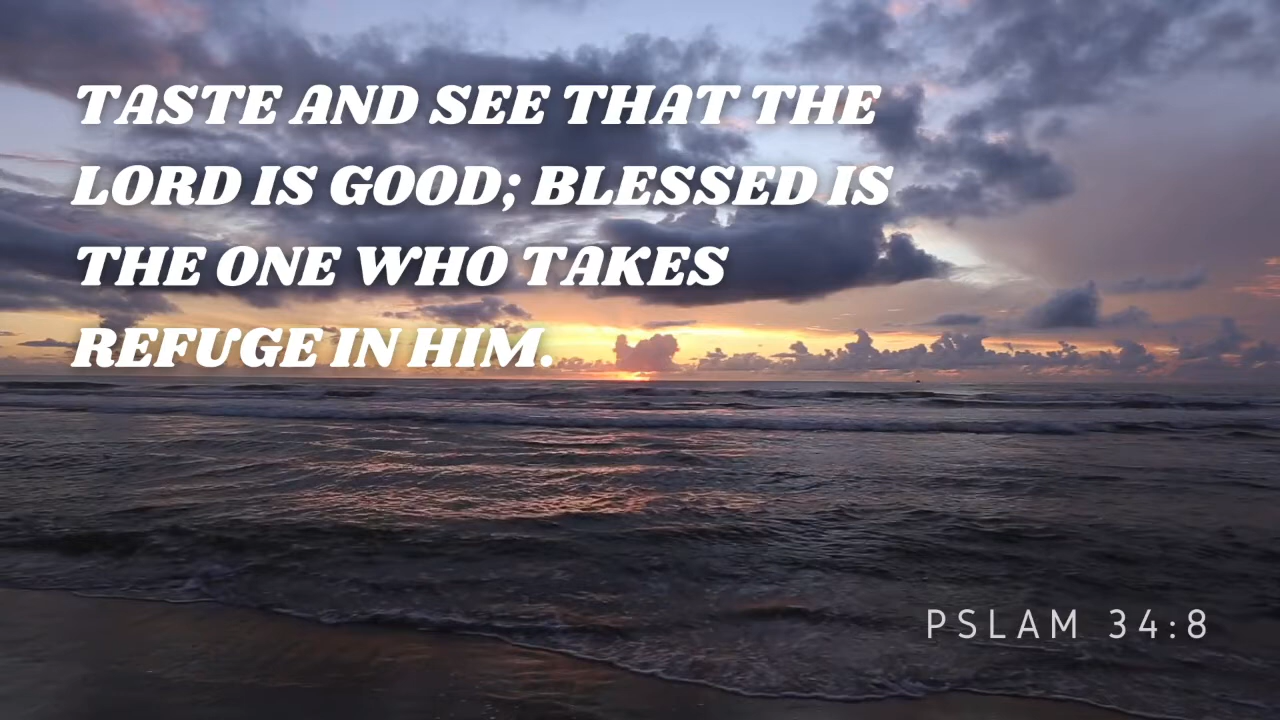 TASTE AND SEE THAT THE
LORD IS GOOD; BLESSED IS
THE ONE WHO TAKES
REFUGE IN HIM.
PSLAM 34:8